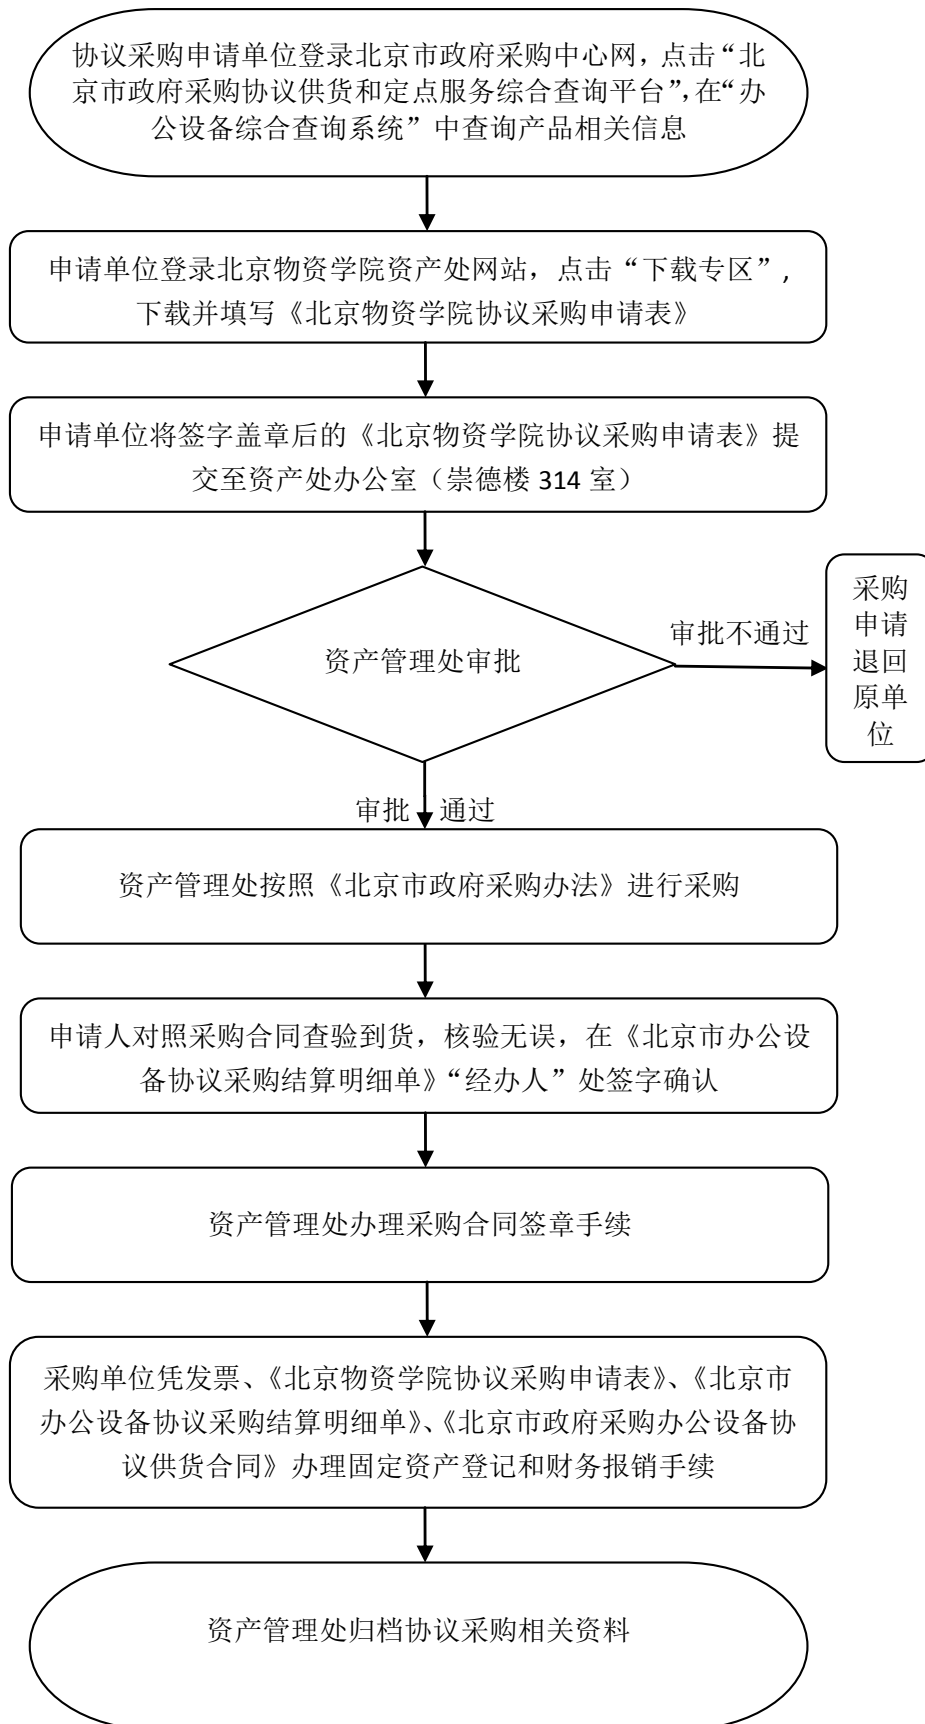 协议采购申请单位登录北京市政府采购中心网，点击“北
京市政府采购协议供货和定点服务综合查询平台”，在“办
公设备综合查询系统”中查询产品相关信息
申请单位登录北京物资学院资产处网站，点击“下载专区”，
下载并填写《北京物资学院协议采购申请表》
申请单位将签字盖章后的《北京物资学院协议采购申请表》提
交至资产处办公室（崇德楼 314 室）
资产管理处审批
审批不通过
采购
申请
退回
原单
位
审批 通过
资产管理处按照《北京市政府采购办法》进行采购
申请人对照采购合同查验到货，核验无误，在《北京市办公设
备协议采购结算明细单》“经办人”处签字确认
资产管理处办理采购合同签章手续
采购单位凭发票、《北京物资学院协议采购申请表》、《北京市
办公设备协议采购结算明细单》、《北京市政府采购办公设备协
议供货合同》办理固定资产登记和财务报销手续
资产管理处归档协议采购相关资料